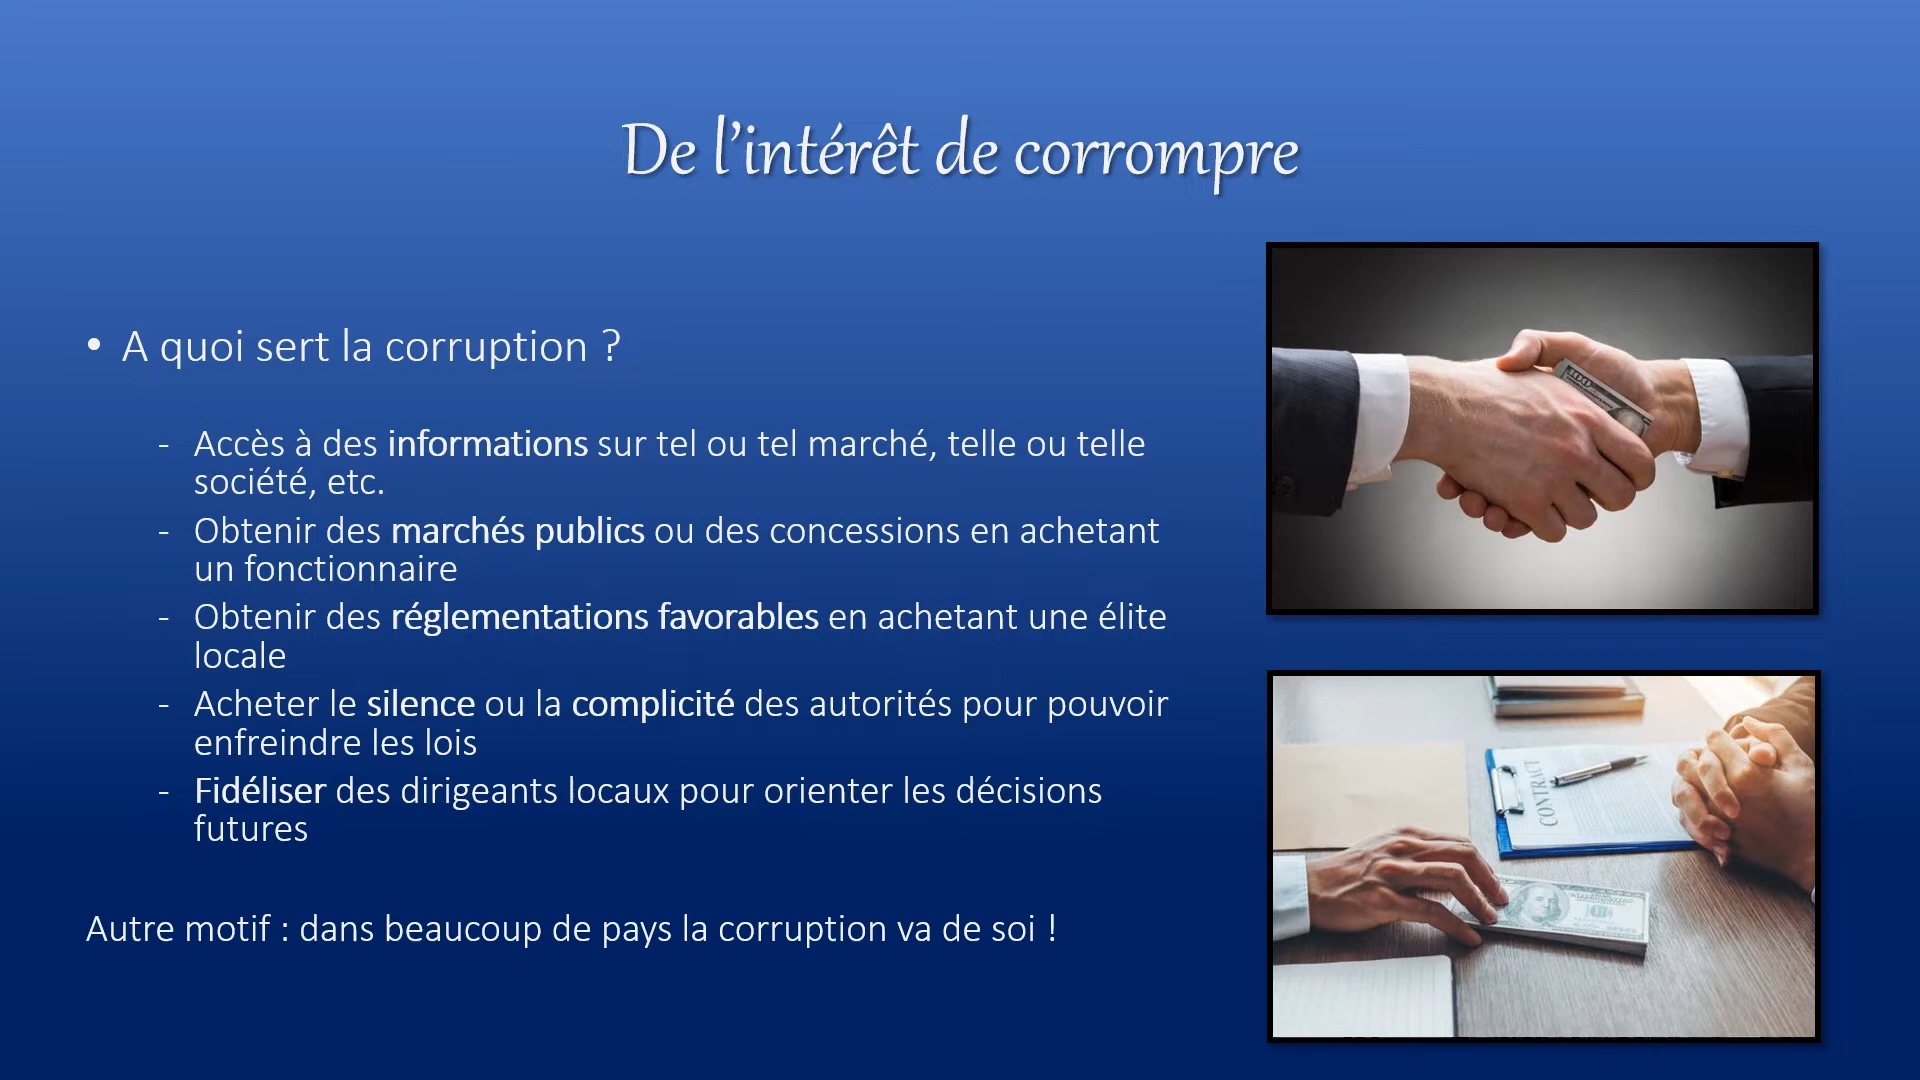 De l’intérêt de corrompre
• A quoi sert la corruption ?
- Accès à des informations sur tel ou tel marché, telle ou telle
société, etc.
- Obtenir des marchés publics ou des concessions en achetant
un fonctionnaire
- Obtenir des réglementations favorables en achetant une élite
locale
- Acheter le silence ou la complicité des autorités pour pouvoir
enfreindre les lois
- Fidéliser des dirigeants locaux pour orienter les décisions
futures
Autre motif : dans beaucoup de pays la corruption va de soi !
CONTRACT